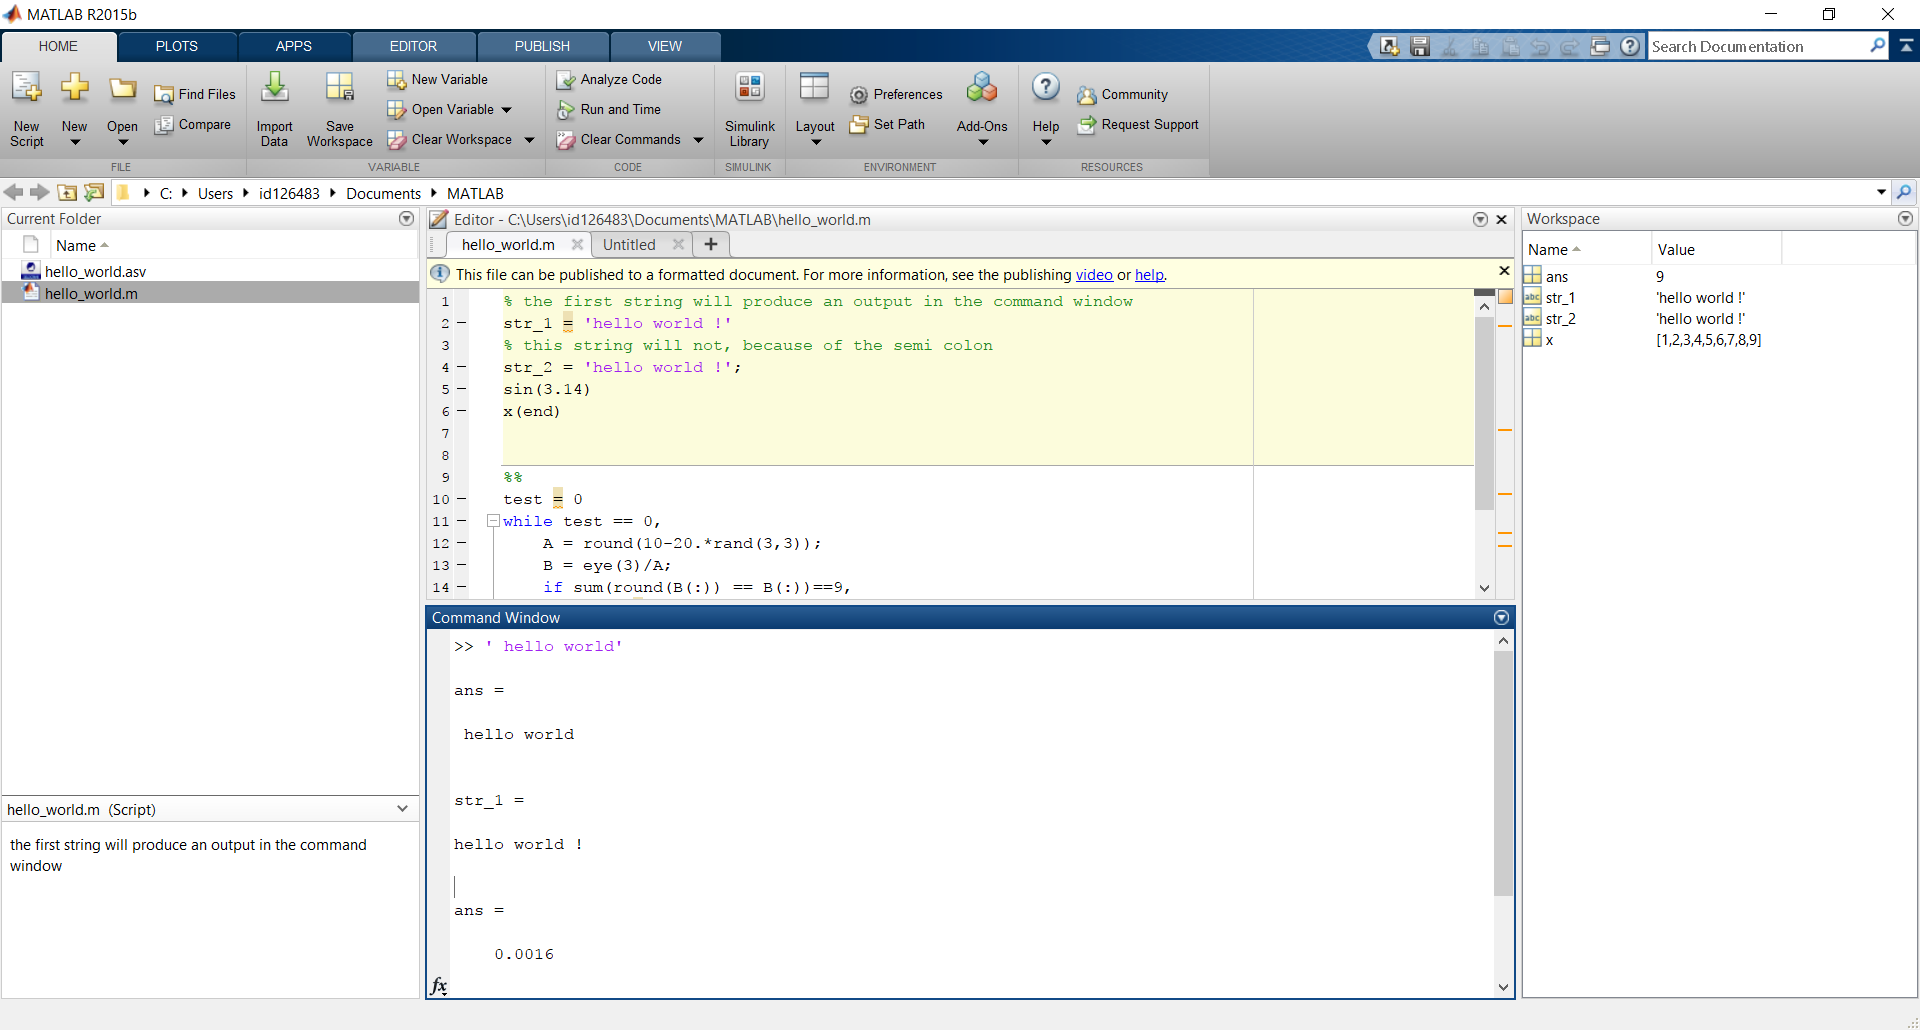 MATLAB R2015b
HOME PLOTS APPS EDITOR PUBLISH VIEW
Search Documentation
New Script
New
Open
Find Files
Compare
FILE
Import Data
Save Workspace
New Variable
Open Variable
Clear Workspace
VARIABLE
Analyze Code
Run and Time
Clear Commands
CODE
Simulink Library
SIMULINK
Layout
Preferences
Set Path
Add-Ons
ENVIRONMENT
Help
Community
Request Support
RESOURCES
C: Users id126483 Documents MATLAB
Current Folder
Name
hello_world.asv
hello_world.m
hello_world.m (Script)
the first string will produce an output in the command
window
Editor - C:\Users\id126483\Documents\MATLAB\hello_world.m
hello_world.m Untitled +
This file can be published to a formatted document. For more information, see the publishing video or help.
1 % the first string will produce an output in the command window
2 – str_1 = 'hello world !'
3 % this string will not, because of the semi colon
4 – str_2 = 'hello world !';
5 – sin(3.14)
6 – x(end)
7
8
9 %%
10 – test = 0
11 – while test == 0,
12 – A = round(10-20.*rand(3,3));
13 – B = eye(3)/A;
14 – if sum(round(B(:)) == B(:))==9,
Command Window
>> ' hello world'
ans =
hello world
str_1 =
hello world !
ans =
0.0016
fx
Workspace
Name Value
ans 9
abc str_1 'hello world !'
abc str_2 'hello world !'
x [1,2,3,4,5,6,7,8,9]